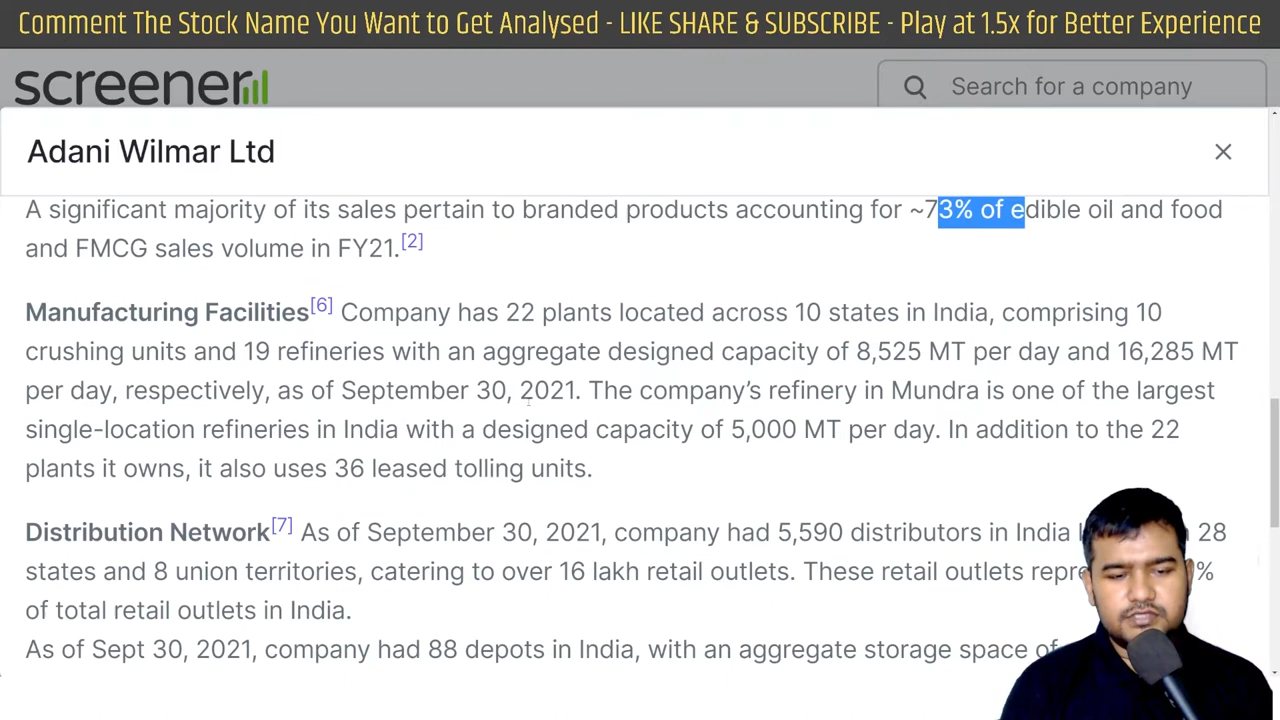 Comment The Stock Name You Want to Get Analysed - LIKE SHARE & SUBSCRIBE - Play at 1.5x for Better Experience
screener
Search for a company
Adani Wilmar Ltd
A significant majority of its sales pertain to branded products accounting for ~73% of edible oil and food
and FMCG sales volume in FY21.[2]
Manufacturing Facilities[6] Company has 22 plants located across 10 states in India, comprising 10
crushing units and 19 refineries with an aggregate designed capacity of 8,525 MT per day and 16,285 MT
per day, respectively, as of September 30, 2021. The company’s refinery in Mundra is one of the largest
single-location refineries in India with a designed capacity of 5,000 MT per day. In addition to the 22
plants it owns, it also uses 36 leased tolling units.
Distribution Network[7] As of September 30, 2021, company had 5,590 distributors in India 28
states and 8 union territories, catering to over 16 lakh retail outlets. These retail outlets %
of total retail outlets in India.
As of Sept 30, 2021, company had 88 depots in India, with an aggregate storage space of